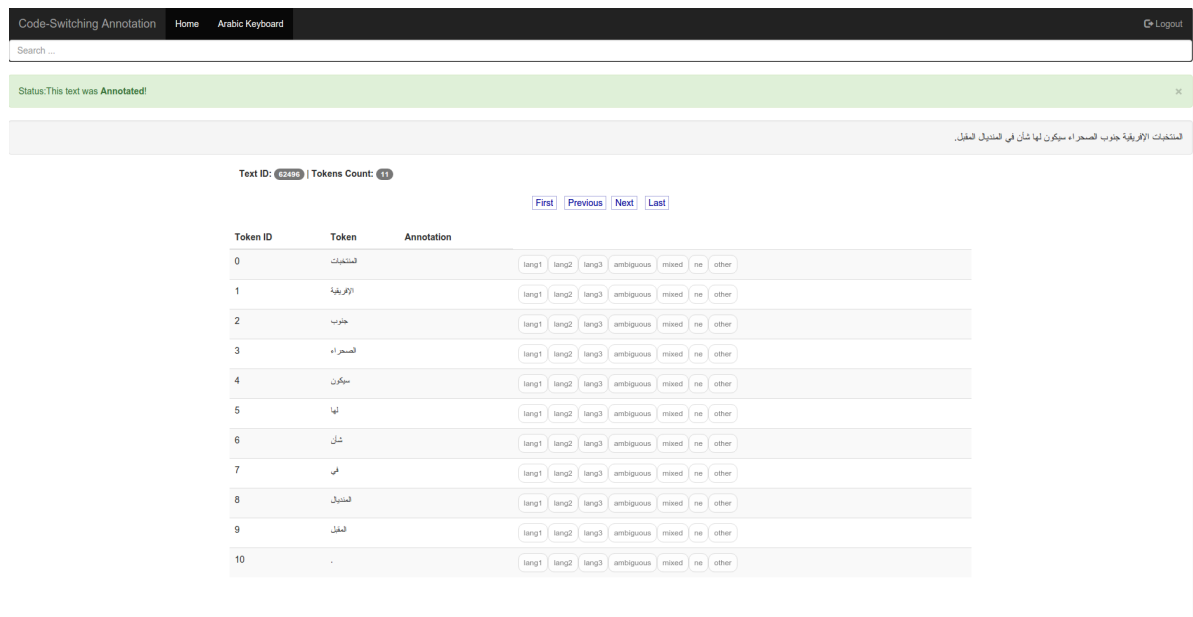 Code-Switching Annotation Home Arabic Keyboard Logout
Search ...
Status:This text was Annotated! ×
المنتخبات الإفريقية جنوب الصحراء سيكون لها شأن في المنديال المقبل.
Text ID: 62496 | Tokens Count: 11
First Previous Next Last
Token ID Token Annotation
0 المنتخبات lang1 lang2 lang3 ambiguous mixed ne other
1 الإفريقية lang1 lang2 lang3 ambiguous mixed ne other
2 جنوب lang1 lang2 lang3 ambiguous mixed ne other
3 الصحراء lang1 lang2 lang3 ambiguous mixed ne other
4 سيكون lang1 lang2 lang3 ambiguous mixed ne other
5 لها lang1 lang2 lang3 ambiguous mixed ne other
6 شأن lang1 lang2 lang3 ambiguous mixed ne other
7 في lang1 lang2 lang3 ambiguous mixed ne other
8 المنديال lang1 lang2 lang3 ambiguous mixed ne other
9 المقبل lang1 lang2 lang3 ambiguous mixed ne other
10 . lang1 lang2 lang3 ambiguous mixed ne other